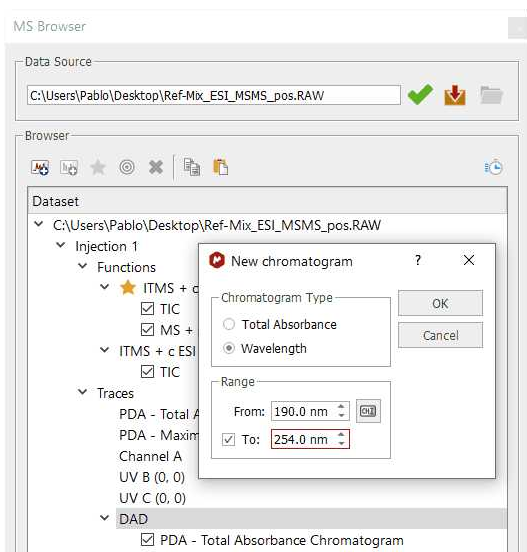 MS Browser
Data Source
C:\Users\Pablo\Desktop\Ref-Mix_ESI_MSMS_pos.RAW
Browser
Dataset
C:\Users\Pablo\Desktop\Ref-Mix_ESI_MSMS_pos.RAW
Injection 1
Functions
ITMS + c
TIC
MS +
ITMS + c ESI
TIC
Traces
PDA - Total A
PDA - Maxim
Channel A
UV B (0, 0)
UV C (0, 0)
DAD
PDA - Total Absorbance Chromatogram
New chromatogram
?
Chromatogram Type
Total Absorbance
Wavelength
OK
Cancel
Range
From: 190.0 nm
To: 254.0 nm